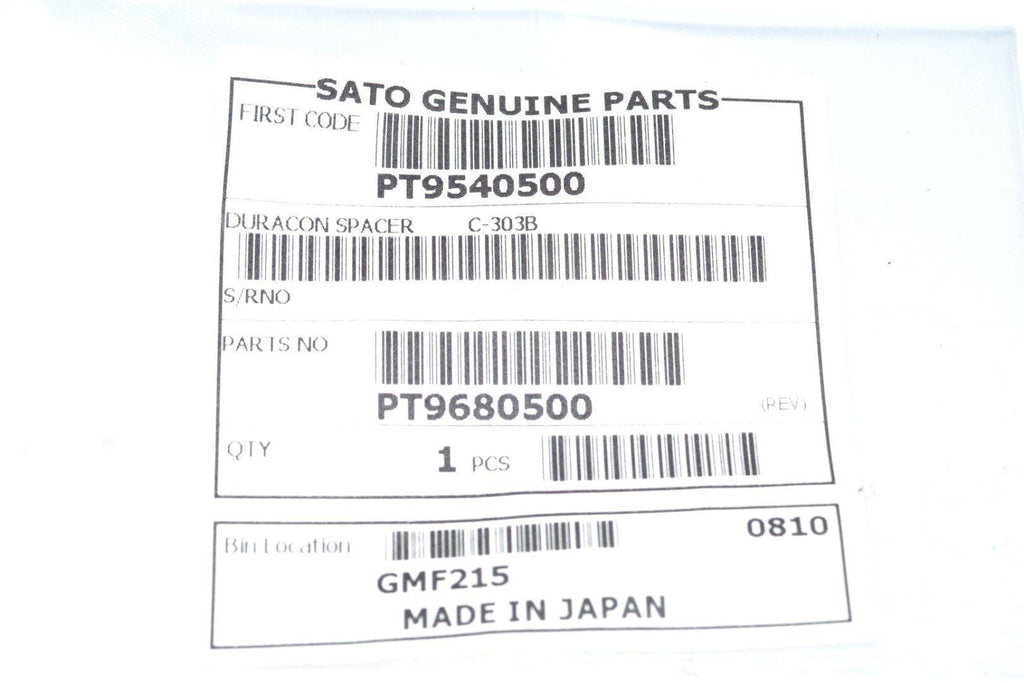 SATO GENUINE PARTS
FIRST CODE
PT9540500
DURACON SPACER C-303B
S/RNO
PARTS NO
PT9680500 (REV)
QTY 1 PCS
Bin Location 0810
GMF215
MADE IN JAPAN